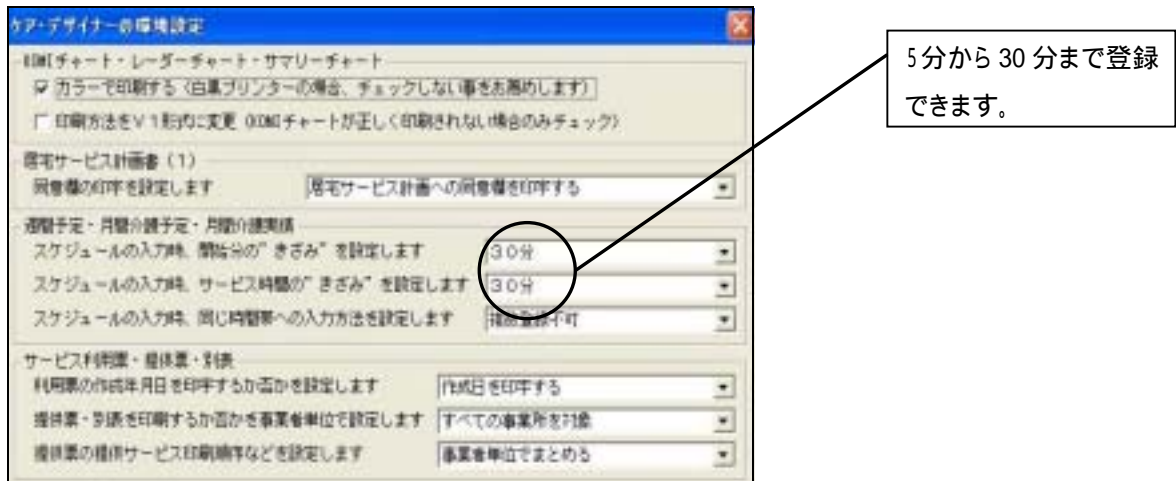 ケア・デザイナーの環境設定
KOMIチャート・レーダーチャート・サマリーチャート
カラーで印刷する（白黒プリンターの場合、チェックしない事をお薦めします）
印刷方法をV1形式に変更（KOMIチャートが正しく印刷されない場合のみチェック）
居宅サービス計画書（1）
同意欄の印字を設定します 居宅サービス計画への同意欄を印字する
週間予定・月間介護予定・月間介護実績
スケジュールの入力時、開始分の"きざみ"を設定します 30分
スケジュールの入力時、サービス時間の"きざみ"を設定します 30分
スケジュールの入力時、同じ時間帯への入力方法を設定します 複数登録不可
サービス利用票・提供票・別表
利用票の作成年月日を印字するか否かを設定します 作成日を印字する
提供票・別表を印刷するか否かを事業者単位で設定します すべての事業所を対象
提供票の提供サービス印刷順序などを設定します 事業者単位でまとめる
5分から30分まで登録
できます。